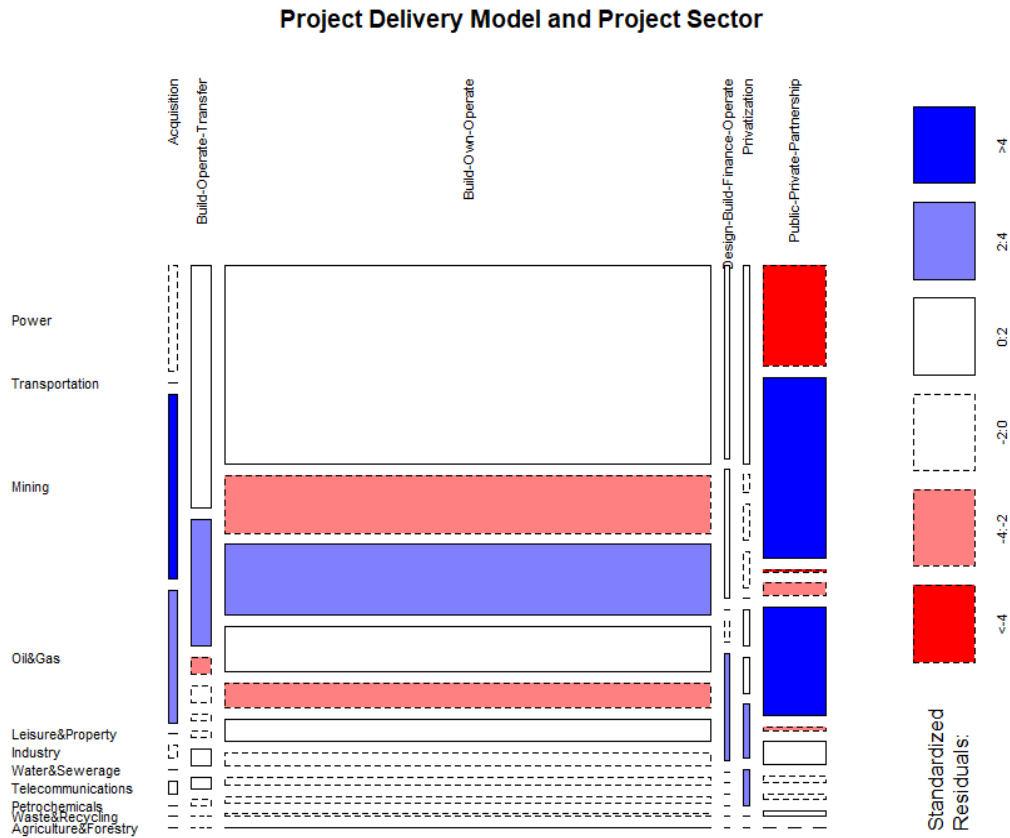 Project Delivery Model and Project Sector
Acquisition
Build-Operate-Transfer
Build-Own-Operate
Design-Build-Finance-Operate
Privatization
Public-Private-Partnership
Power
Transportation
Mining
Oil&Gas
Leisure&Property
Industry
Water&Sewerage
Telecommunications
Petrochemicals
Waste&Recycling
Agriculture&Forestry
>4
2:4
0:2
-2:0
-4:-2
<-4
Standardized
Residuals: